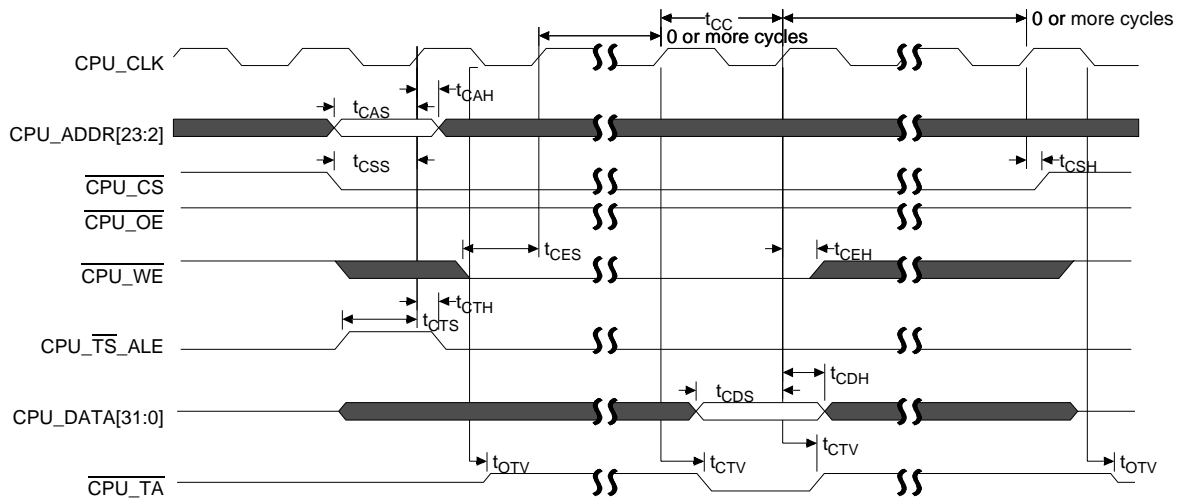 tCC
0 or more cycles
0 or more cycles
CPU_CLK
tCAH
tCAS
CPU_ADDR[23:2]
tCSS
tCSH
CPU_CS
CPU_OE
tCES
tCEH
CPU_WE
tCTH
tCTS
CPU_TS_ALE
tCDH
tCDS
CPU_DATA[31:0]
tCTV
tOTV
tCTV
tOTV
CPU_TA